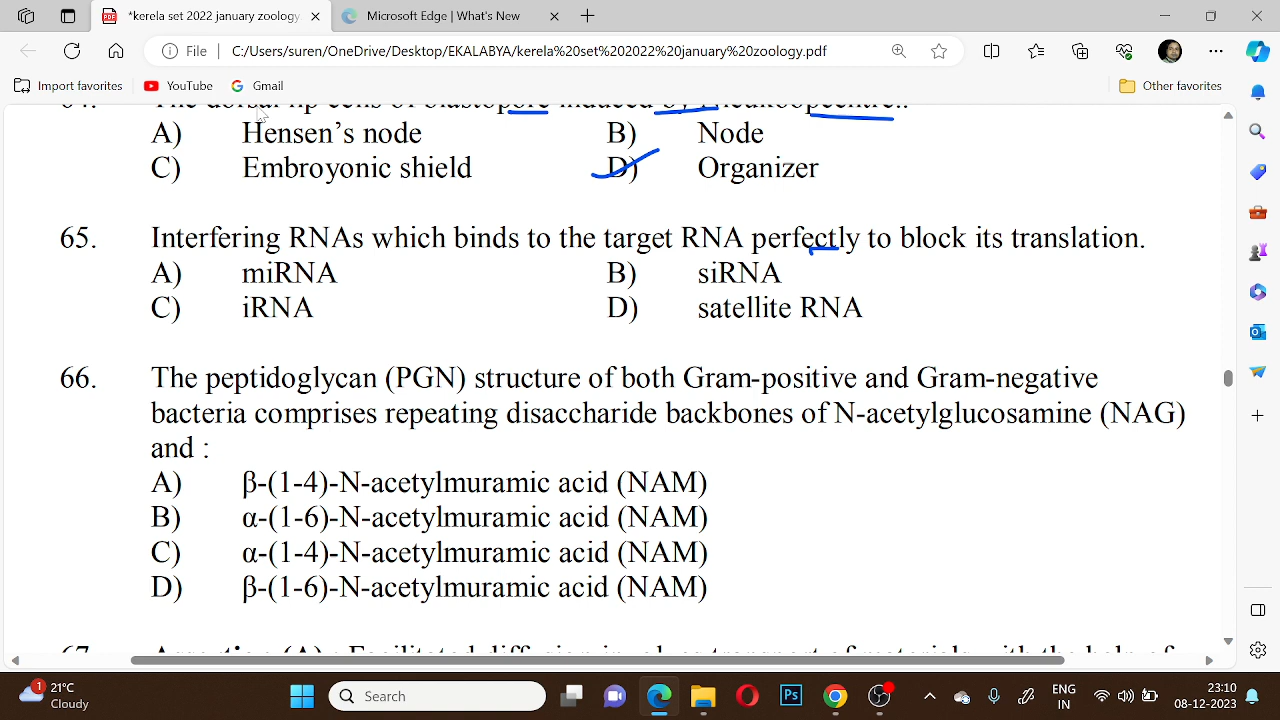 *kerela set 2022 january zoology.
Microsoft Edge | What's New
File
C:/Users/suren/OneDrive/Desktop/EKALABYA/kerela%20set%202022%20january%20zoology.pdf
Import favorites
YouTube
Gmail
Other favorites
A) Hensen's node B) Node
C) Embroyonic shield D) Organizer
65. Interfering RNAs which binds to the target RNA perfectly to block its translation.
A) miRNA B) siRNA
C) iRNA D) satellite RNA
66. The peptidoglycan (PGN) structure of both Gram-positive and Gram-negative
bacteria comprises repeating disaccharide backbones of N-acetylglucosamine (NAG)
and :
A) β-(1-4)-N-acetylmuramic acid (NAM)
B) α-(1-6)-N-acetylmuramic acid (NAM)
C) α-(1-4)-N-acetylmuramic acid (NAM)
D) β-(1-6)-N-acetylmuramic acid (NAM)
1
21°C
Cloudy
Search
Ps
ENG
IN
23:10
08-12-2023